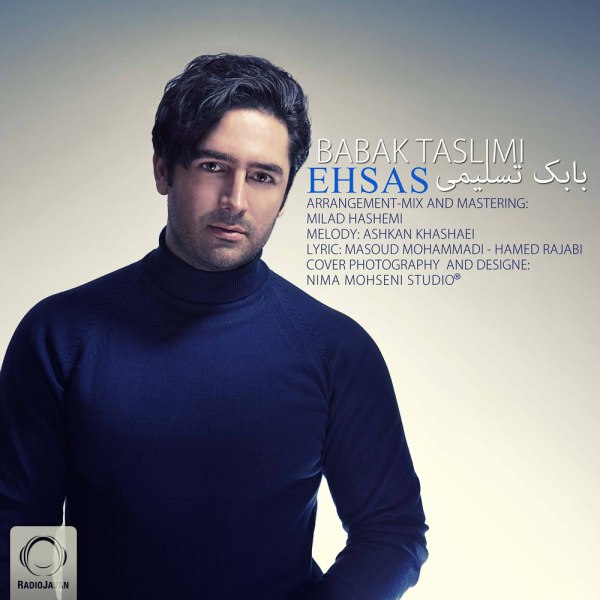 BABAK TASLIMI
EHSAS بابک تسلیمی
ARRANGEMENT-MIX AND MASTERING:
MILAD HASHEMI
MELODY: ASHKAN KHASHAEI
LYRIC: MASOUD MOHAMMADI - HAMED RAJABI
COVER PHOTOGRAPHY AND DESIGNE:
NIMA MOHSENI STUDIO®
RADIOJAVAN